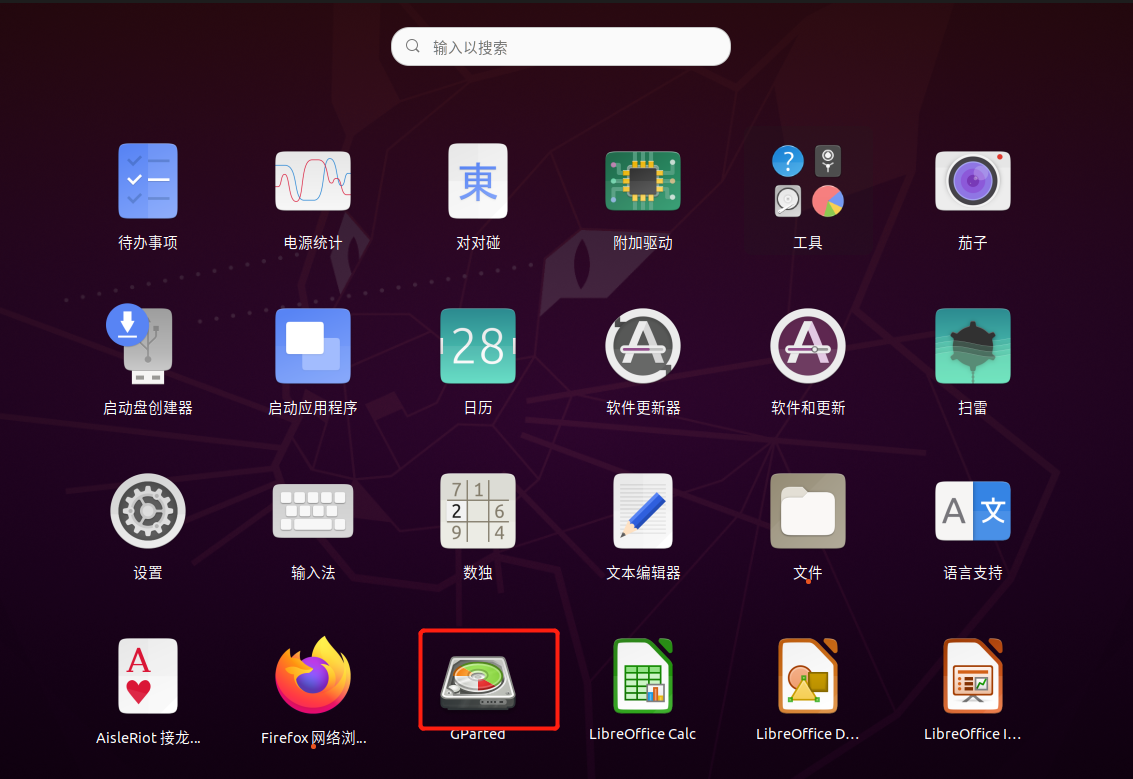 输入以搜索
東
?
待办事项
电源统计
对对碰
附加驱动
工具
茄子
28
A
A
启动盘创建器
启动应用程序
日历
软件更新器
软件和更新
扫雷
7 1
2 6
9 4
A 文
设置
输入法
数独
文本编辑器
文件
语言支持
A
AisleRiot 接龙...
Firefox 网络浏...
GParted
LibreOffice Calc
LibreOffice D...
LibreOffice I...